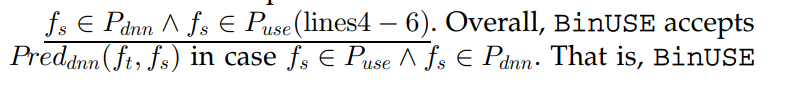 f_s ∈ P_dnn ∧ f_s ∈ P_use(lines4 − 6). Overall, BinUSE accepts
Pred_dnn(f_t, f_s) in case f_s ∈ P_use ∧ f_s ∈ P_dnn. That is, BinUSE